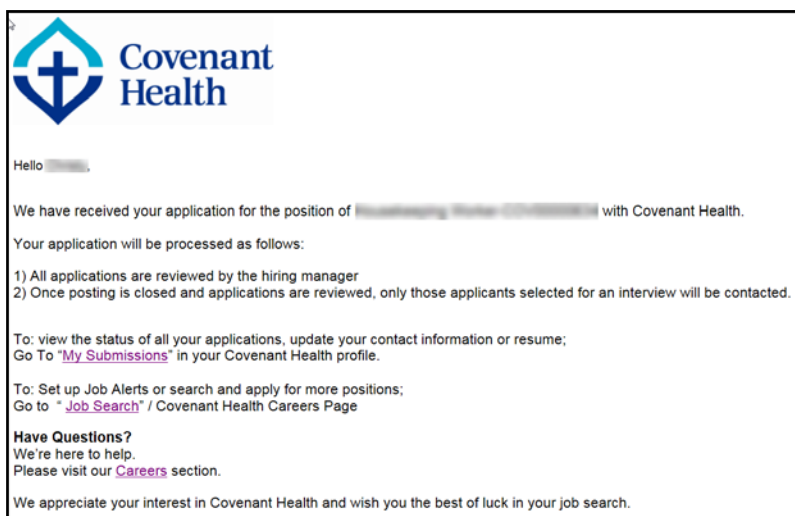 Covenant
Health
Hello ,
We have received your application for the position of with Covenant Health.
Your application will be processed as follows:
1) All applications are reviewed by the hiring manager
2) Once posting is closed and applications are reviewed, only those applicants selected for an interview will be contacted.
To: view the status of all your applications, update your contact information or resume;
Go To “My Submissions” in your Covenant Health profile.
To: Set up Job Alerts or search and apply for more positions;
Go to “ Job Search” / Covenant Health Careers Page
Have Questions?
We’re here to help.
Please visit our Careers section.
We appreciate your interest in Covenant Health and wish you the best of luck in your job search.